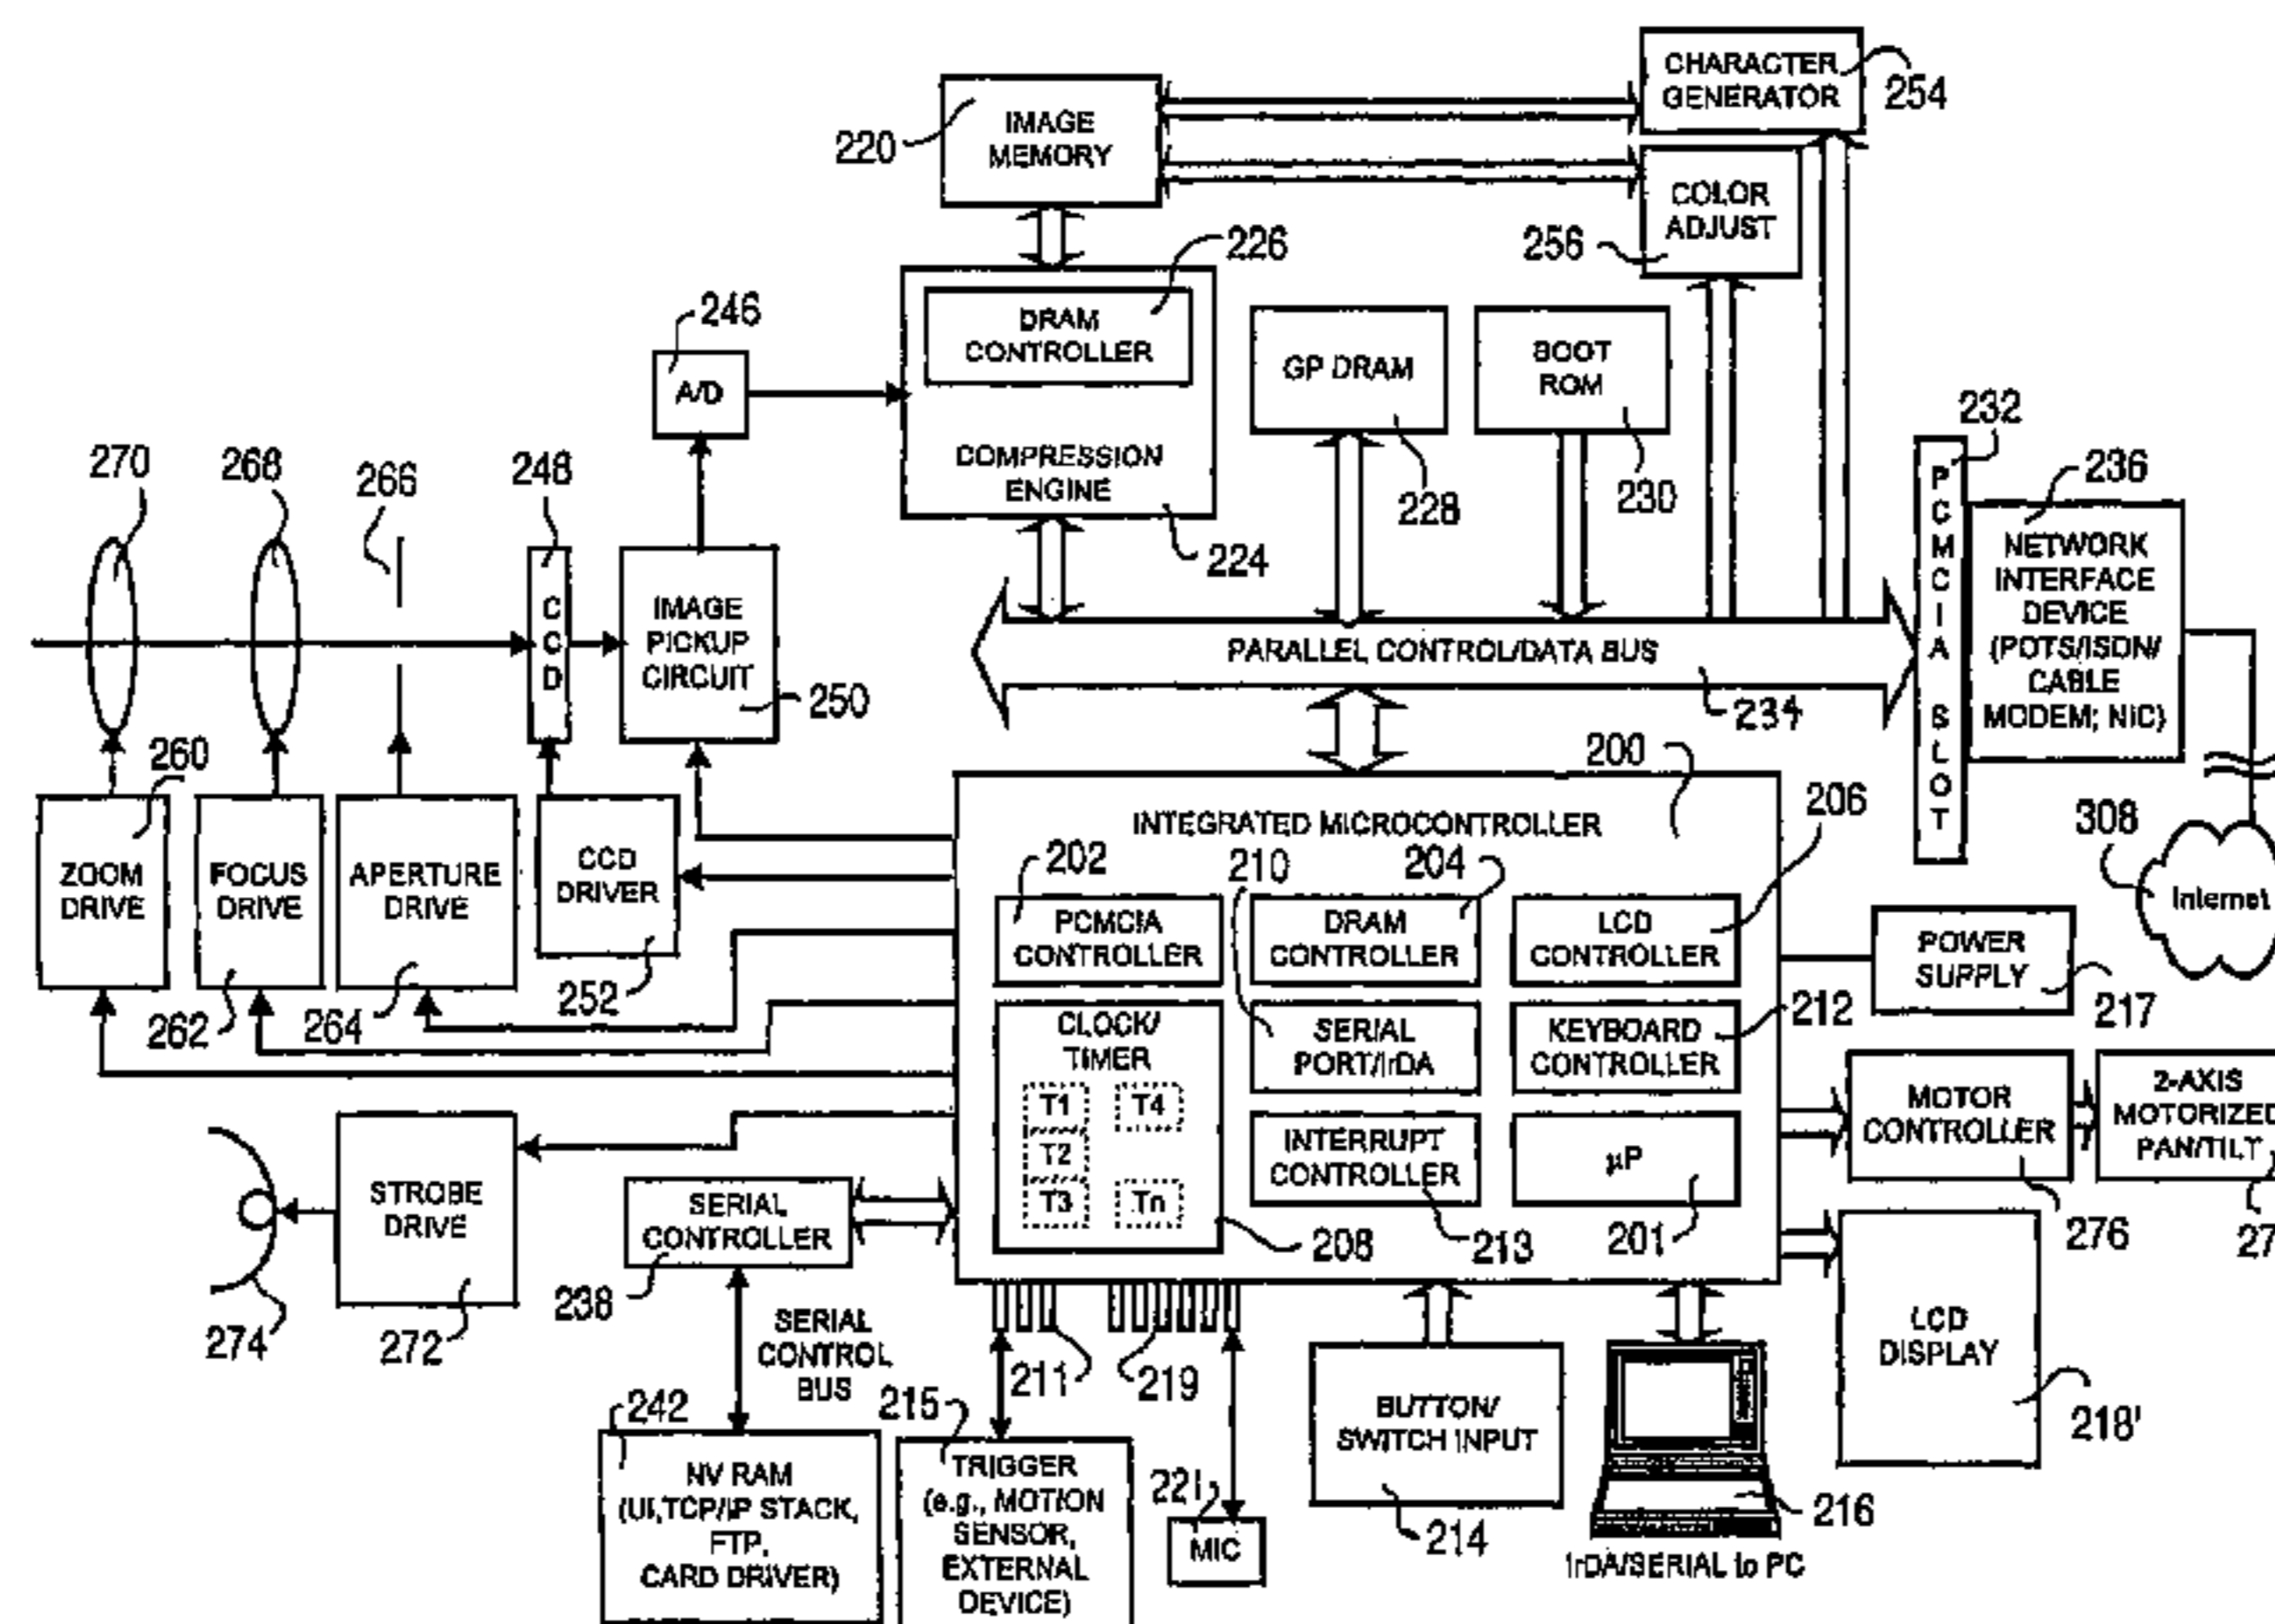 CHARACTER
GENERATOR
254
220
IMAGE
MEMORY
COLOR
ADJUST
256
226
DRAM
CONTROLLER
COMPRESSION
ENGINE
224
246
A/D
GP DRAM
228
BOOT
ROM
230
232
PCMCIA SLOT
236
NETWORK
INTERFACE
DEVICE
(POTS/ISDN/
CABLE
MODEM; NIC)
270
268
266
248
CCD
IMAGE
PICKUP
CIRCUIT
250
PARALLEL CONTROL/DATA BUS
234
260
ZOOM
DRIVE
FOCUS
DRIVE
262
APERTURE
DRIVE
264
CCD
DRIVER
252
200
INTEGRATED MICROCONTROLLER
202
PCMCIA
CONTROLLER
210
204
DRAM
CONTROLLER
206
LCD
CONTROLLER
308
Internet
POWER
SUPPLY
217
CLOCK/
TIMER
T1 T4
T2
T3 Tn
208
SERIAL
PORT/IrDA
KEYBOARD
CONTROLLER
212
INTERRUPT
CONTROLLER
213
µP
201
MOTOR
CONTROLLER
276
2-AXIS
MOTORIZED
PAN/TILT
27
STROBE
DRIVE
272
274
SERIAL
CONTROLLER
238
SERIAL
CONTROL
BUS
242
NV RAM
(UI,TCP/IP STACK,
FTP,
CARD DRIVER)
211
219
215
TRIGGER
(e.g., MOTION
SENSOR,
EXTERNAL
DEVICE)
221
MIC
BUTTON/
SWITCH INPUT
214
216
IrDA/SERIAL to PC
LCD
DISPLAY
218'